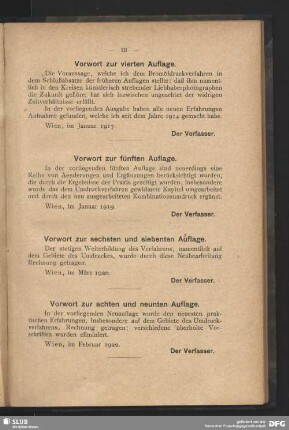 — III —
Vorwort zur vierten Auflage.
Die Voraussage, welche ich dem Bromöldruckverfahren in
dem Schlußabsatze der früheren Auflagen stellte: daß ihm nament-
lich in den Kreisen künstlerisch strebender Liebhaberphotographen
die Zukunft gehöre, hat sich inzwischen ungeachtet der widrigen
Zeitverhältnisse erfüllt.
In der vorliegenden Ausgabe haben alle neuen Erfahrungen
Aufnahme gefunden, welche ich seit dem Jahre 1914 gemacht habe.
Wien, im Januar 1917.
Der Verfasser.
Vorwort zur fünften Auflage.
In der vorliegenden fünften Auflage sind neuerdings eine
Reihe von Aenderungen und Ergänzungen berücksichtigt worden,
die durch die Ergebnisse der Praxis gezeitigt wurden. Insbesondere
wurde das dem Umdruckverfahren gewidmete Kapitel umgearbeitet
und durch den neu ausgearbeiteten Kombinationsumdruck ergänzt.
Wien, im Januar 1919.
Der Verfasser.
Vorwort zur sechsten und siebenten Auflage.
Der stetigen Weiterbildung des Verfahrens, namentlich auf
dem Gebiete des Umdruckes, wurde durch diese Neubearbeitung
Rechnung getragen.
Wien, im März 1920.
Der Verfasser.
Vorwort zur achten und neunten Auflage.
In der vorliegenden Neuauflage wurde den neuesten prak-
tischen Erfahrungen, insbesondere auf dem Gebiete des Umdruck-
verfahrens, Rechnung getragen; verschiedene überholte Vor-
schriften wurden eliminiert.
Wien, im Februar
Der Verfasser.
SLUB
DFG